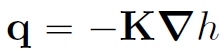 𝐪 = −𝐊𝛁ℎ